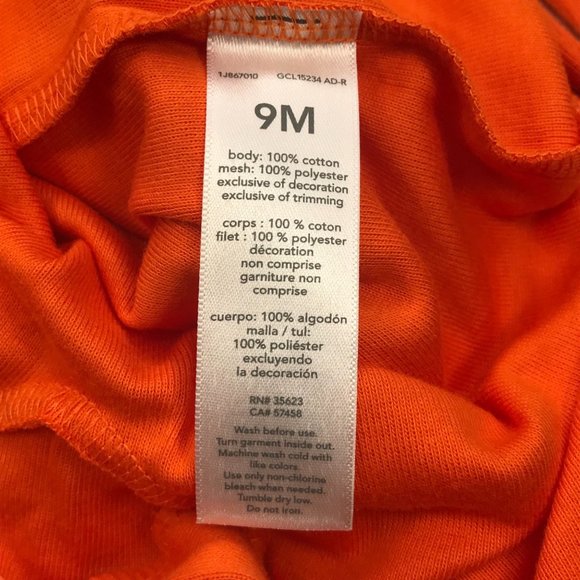 1J867010 GCL15234 AD-R
9M
body: 100% cotton
mesh: 100% polyester
exclusive of decoration
exclusive of trimming
corps : 100 % coton
filet : 100 % polyester
décoration
non comprise
garniture non
comprise
cuerpo: 100% algodón
malla / tul:
100% poliéster
excluyendo
la decoración
RN# 35623
CA# 57458
Wash before use.
Turn garment inside out.
Machine wash cold with
like colors.
Use only non-chlorine
bleach when needed.
Tumble dry low.
Do not iron.